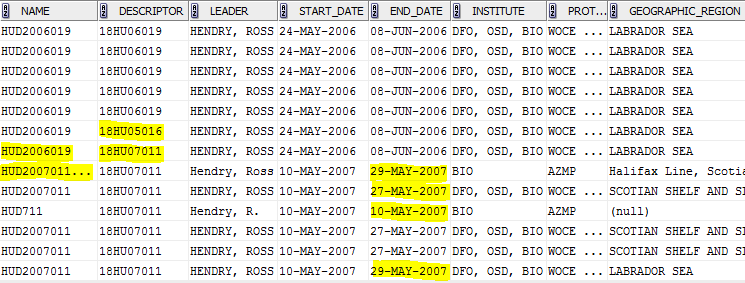 NAME DESCRIPTOR LEADER START_DATE END_DATE INSTITUTE PROT... GEOGRAPHIC_REGION
HUD2006019 18HU06019 HENDRY, ROSS 24-MAY-2006 08-JUN-2006 DFO, OSD, BIO WOCE ... LABRADOR SEA
HUD2006019 18HU06019 HENDRY, ROSS 24-MAY-2006 08-JUN-2006 DFO, OSD, BIO WOCE ... LABRADOR SEA
HUD2006019 18HU06019 HENDRY, ROSS 24-MAY-2006 08-JUN-2006 DFO, OSD, BIO WOCE ... LABRADOR SEA
HUD2006019 18HU06019 HENDRY, ROSS 24-MAY-2006 08-JUN-2006 DFO, OSD, BIO WOCE ... LABRADOR SEA
HUD2006019 18HU06019 HENDRY, ROSS 24-MAY-2006 08-JUN-2006 DFO, OSD, BIO WOCE ... LABRADOR SEA
HUD2006019 18HU05016 HENDRY, ROSS 24-MAY-2006 08-JUN-2006 DFO, OSD, BIO WOCE ... LABRADOR SEA
HUD2006019 18HU07011 HENDRY, ROSS 24-MAY-2006 08-JUN-2006 DFO, OSD, BIO WOCE ... LABRADOR SEA
HUD2007011... 18HU07011 Hendry, Ross 10-MAY-2007 29-MAY-2007 BIO AZMP Halifax Line, Scotia
HUD2007011 18HU07011 HENDRY, ROSS 10-MAY-2007 27-MAY-2007 DFO, OSD, BIO WOCE ... SCOTIAN SHELF AND SI
HUD711 18HU07011 Hendry, R. 10-MAY-2007 10-MAY-2007 BIO AZMP (null)
HUD2007011 18HU07011 HENDRY, ROSS 10-MAY-2007 27-MAY-2007 DFO, OSD, BIO WOCE ... SCOTIAN SHELF AND SI
HUD2007011 18HU07011 HENDRY, ROSS 10-MAY-2007 27-MAY-2007 DFO, OSD, BIO WOCE ... SCOTIAN SHELF AND SI
HUD2007011 18HU07011 HENDRY, ROSS 10-MAY-2007 29-MAY-2007 DFO, OSD, BIO WOCE ... LABRADOR SEA